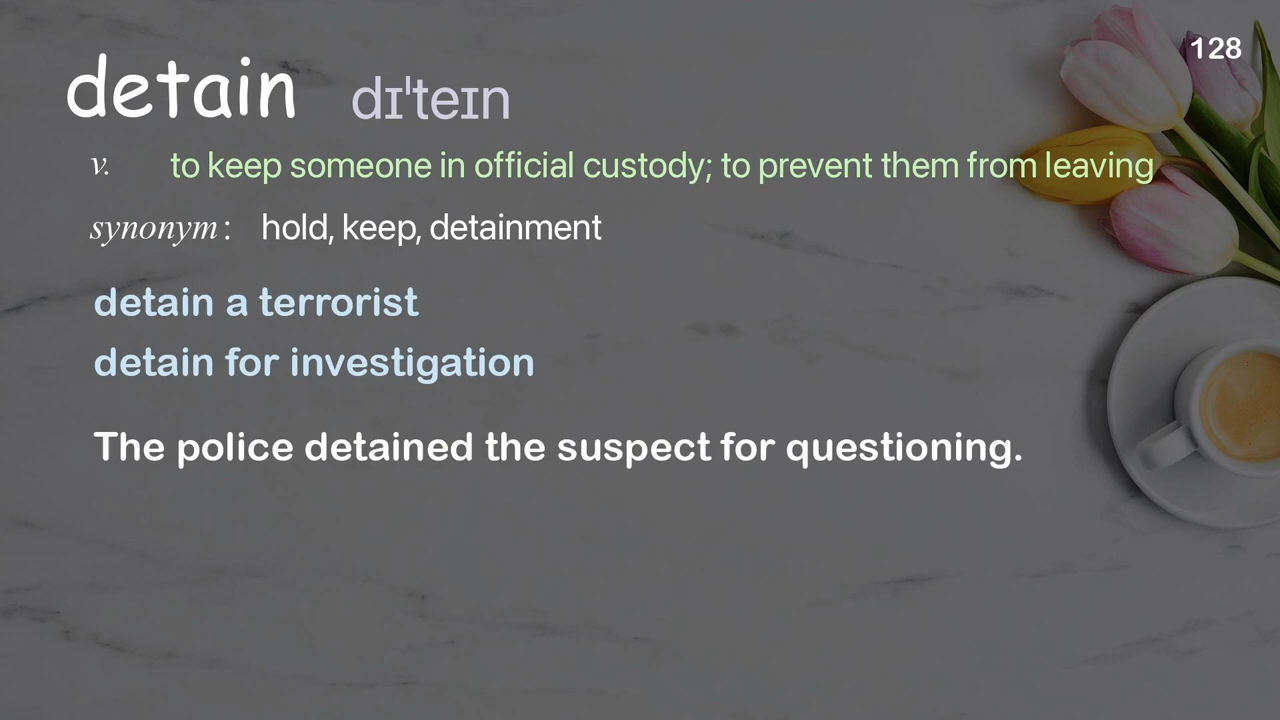 128
detain dɪˈteɪn
v. to keep someone in official custody; to prevent them from leaving
synonym: hold, keep, detainment
detain a terrorist
detain for investigation
The police detained the suspect for questioning.